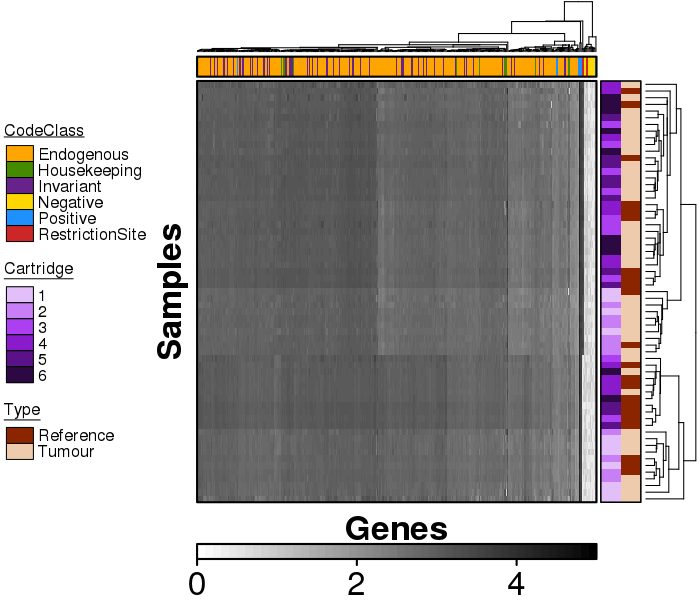 CodeClass
Endogenous
Housekeeping
Invariant
Negative
Positive
RestrictionSite
Cartridge
1
2
3
4
5
6
Type
Reference
Tumour
Samples
Genes
0
2
4